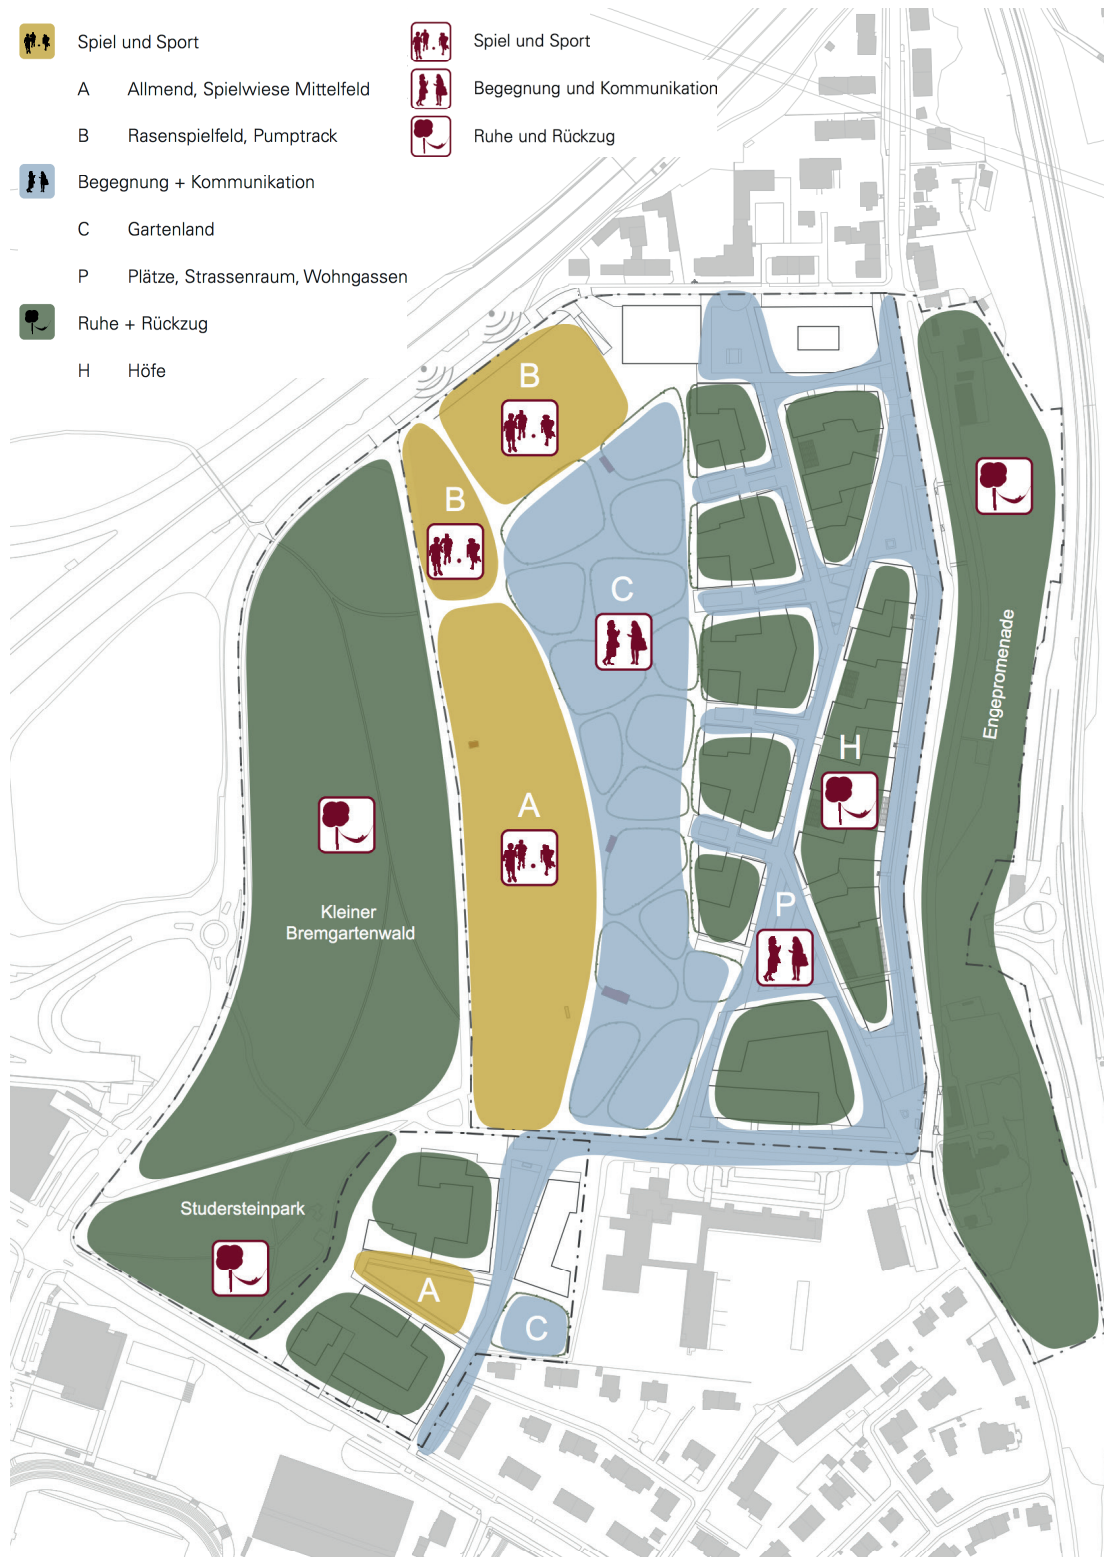 Spiel und Sport
A Allmend, Spielwiese Mittelfeld
B Rasenspielfeld, Pumptrack
Begegnung + Kommunikation
C Gartenland
P Plätze, Strassenraum, Wohngassen
Ruhe + Rückzug
H Höfe
Spiel und Sport
Begegnung und Kommunikation
Ruhe und Rückzug
B
B
C
Engepromenade
H
A
P
Kleiner
Bremgartenwald
Studersteinpark
A
C